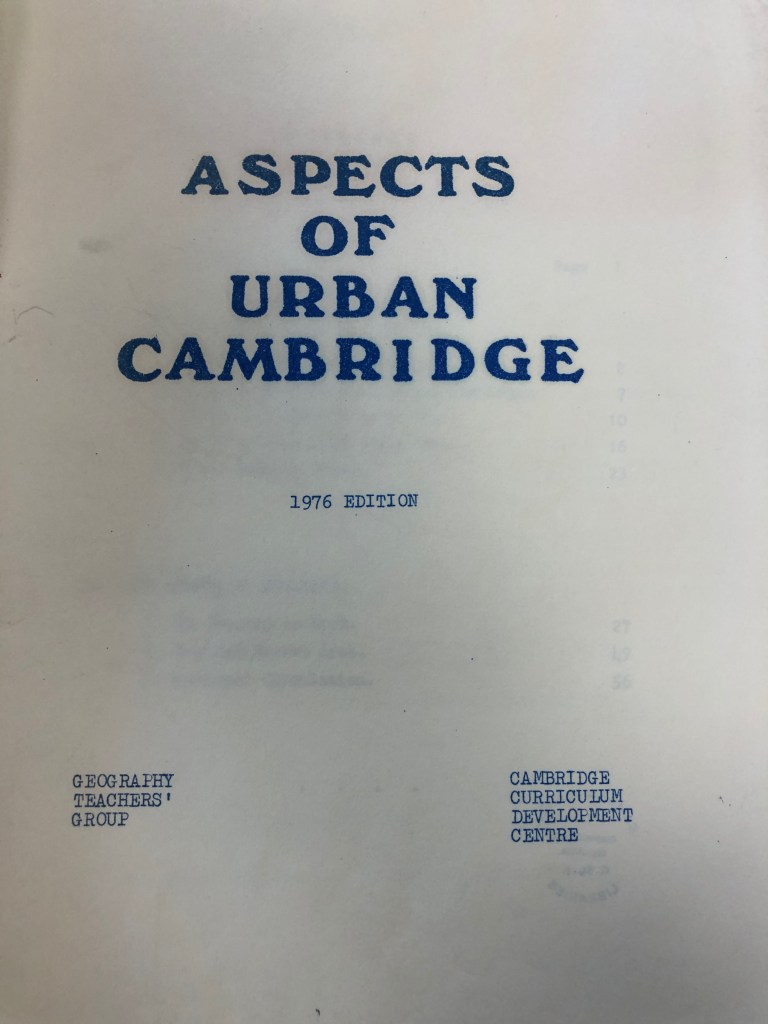 ASPECTS
OF
URBAN
CAMBRIDGE
1976 EDITION
GEOGRAPHY
TEACHERS'
GROUP
CAMBRIDGE
CURRICULUM
DEVELOPMENT
CENTRE